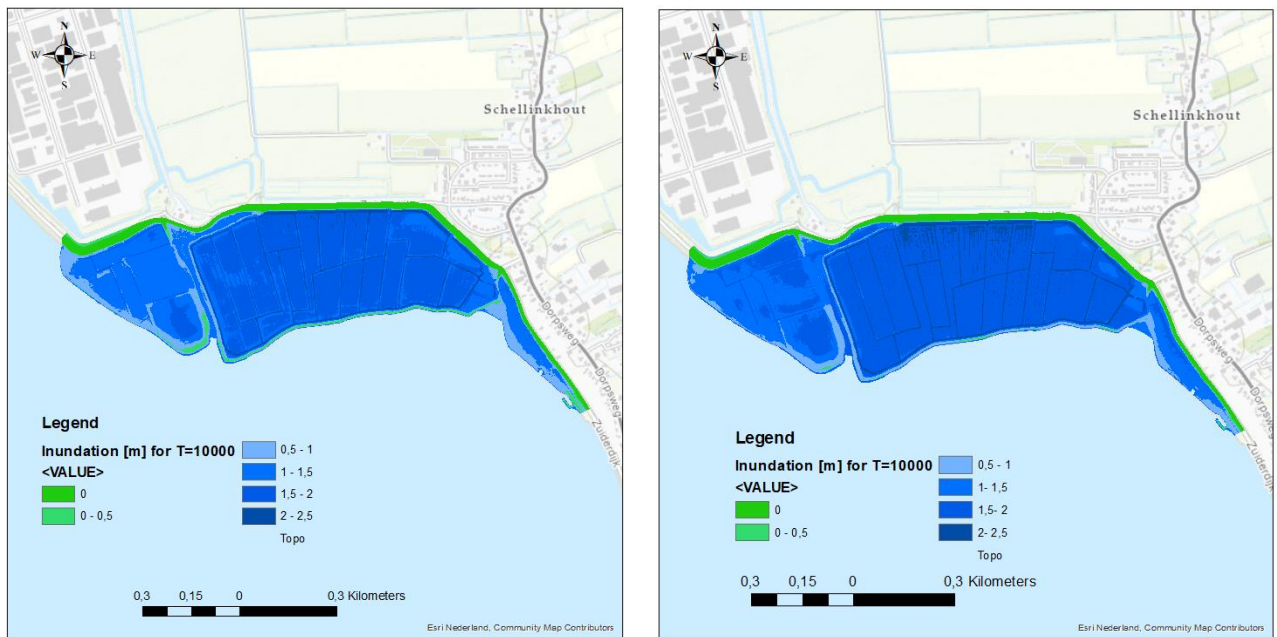 N
W E
S
Schellinkhout
Dorpsweg
Dorpsweg
Zuiderdijk
Legend
Inundation [m] for T=10000
<VALUE>
0
0 - 0,5
0,5 - 1
1 - 1,5
1,5 - 2
2 - 2,5
Topo
0,3 0,15 0 0,3 Kilometers
Esri Nederland, Community Map Contributors
N
W E
S
Schellinkhout
Dorpsweg
Dorpsweg
Zuiderdijk
Legend
Inundation [m] for T=10000
<VALUE>
0
0 - 0,5
0,5 - 1
1- 1,5
1,5- 2
2- 2,5
Topo
0,3 0,15 0 0,3 Kilometers
Esri Nederland, Community Map Contributors